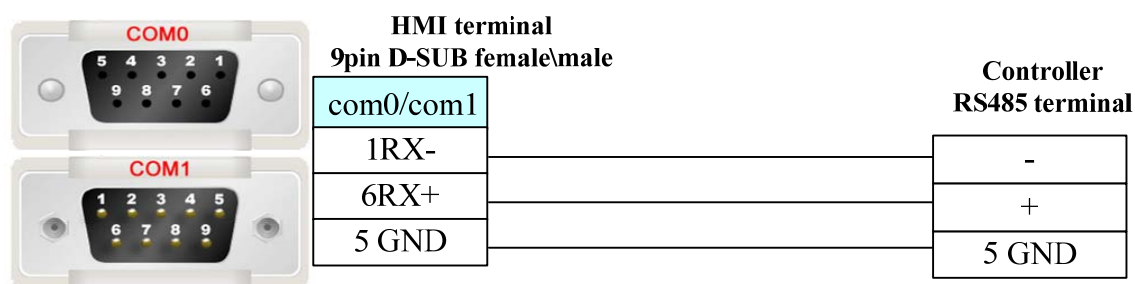 COM0
5 4 3 2 1
9 8 7 6
COM1
1 2 3 4 5
6 7 8 9
HMI terminal
9pin D-SUB female\male
com0/com1
1RX-
6RX+
5 GND
Controller
RS485 terminal
-
+
5 GND